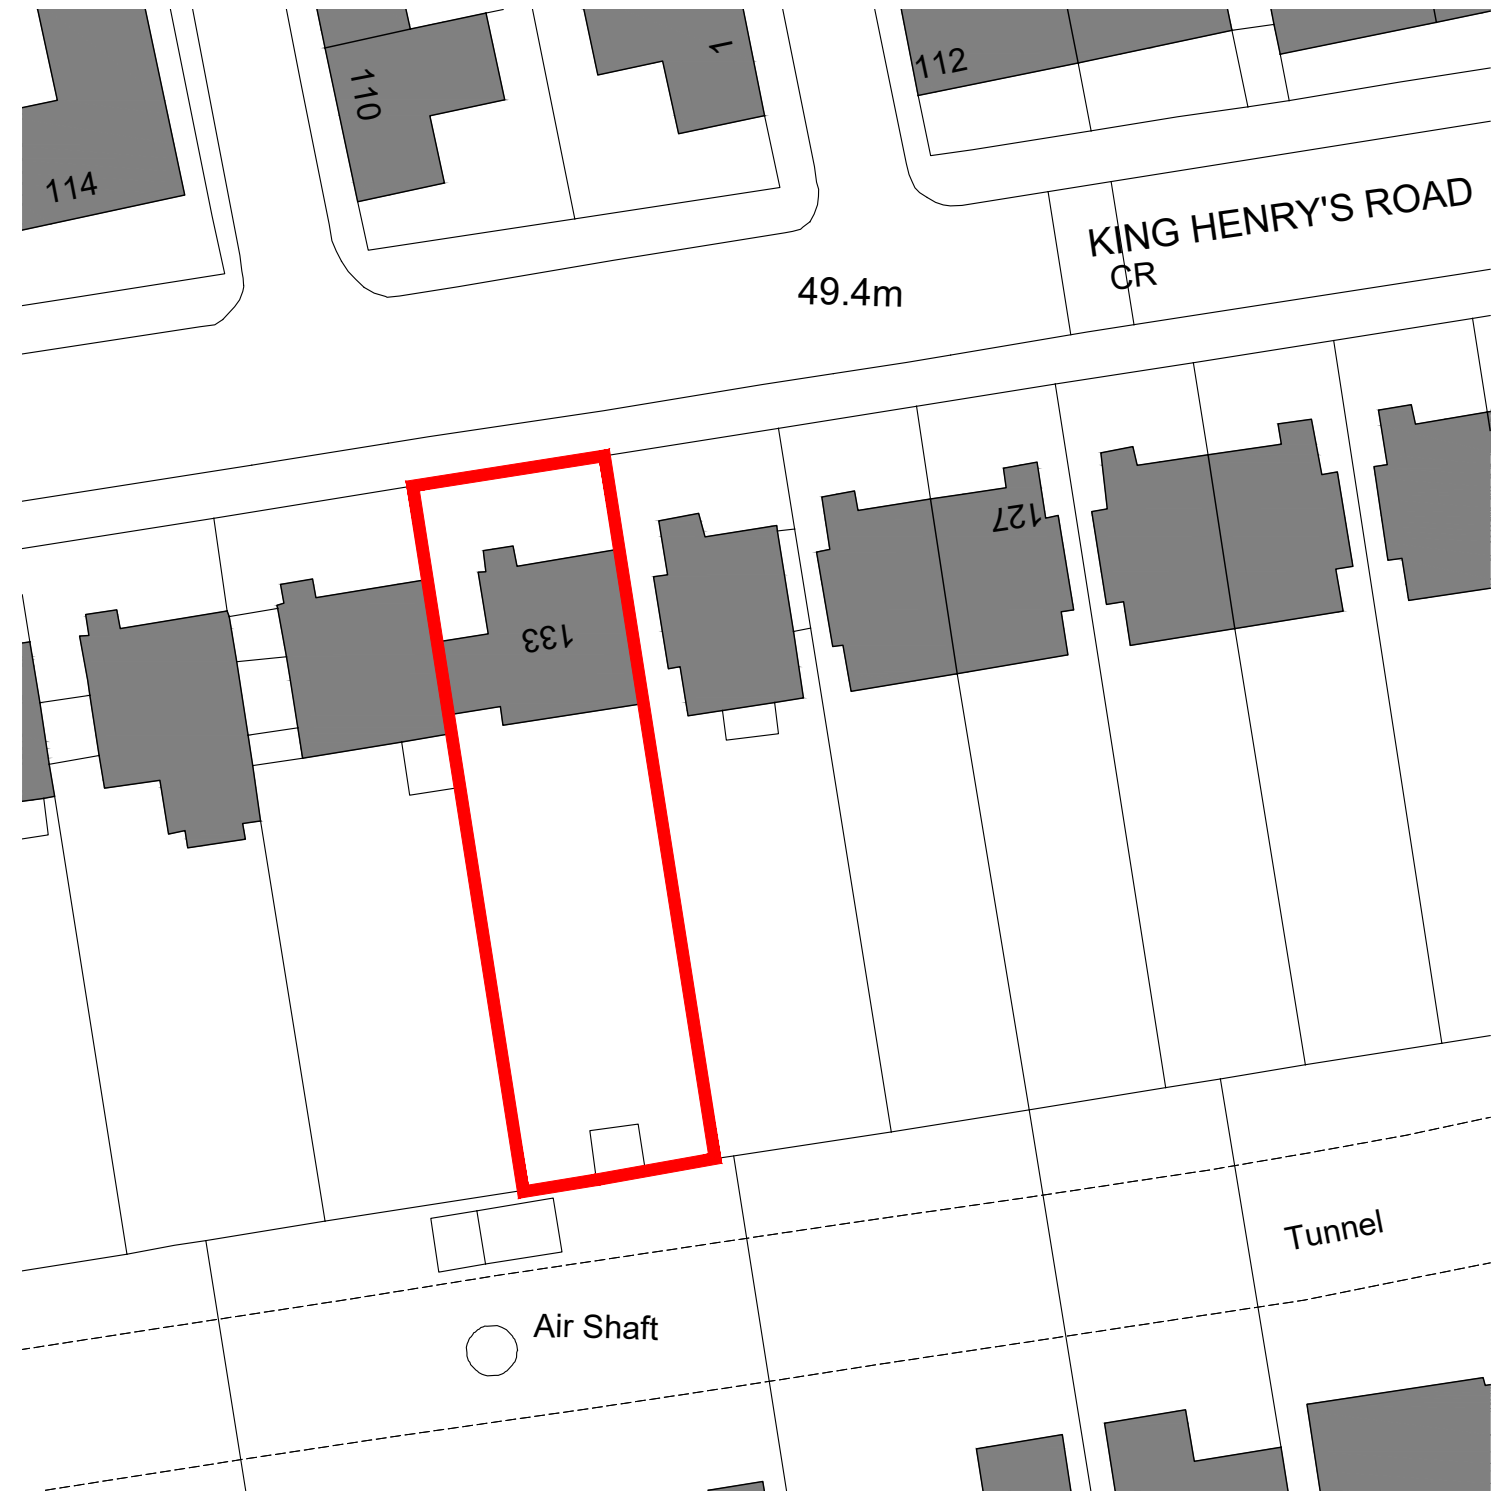 1
112
110
114
KING HENRY'S ROAD
CR
49.4m
127
133
Tunnel
Air Shaft